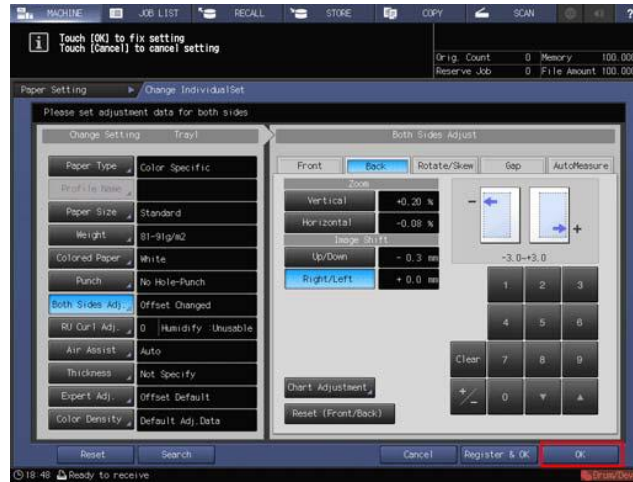 MACHINE JOB LIST RECALL STORE COPY SCAN ?
Touch [OK] to fix setting
Touch [Cancel] to cancel setting
Orig. Count 0 Memory 100.00
Reserve Job 0 File Amount 100.00
Paper Setting Change IndividualSet
Please set adjustment data for both sides
Change Setting Tray1
Both Sides Adjust
Paper Type Color Specific
Profile Name
Paper Size Standard
Weight 81-91g/m2
Colored Paper White
Punch No Hole-Punch
Both Sides Adj. Offset Changed
RU Curl Adj. 0 Humidify :Unusable
Air Assist Auto
Thickness Not Specify
Expert Adj. Offset Default
Color Density Default Adj.Data
Front Back Rotate/Skew Gap AutoMeasure
Zoom
Vertical +0.20 %
Horizontal -0.08 %
Image Shift
Up/Down - 0.3 mm
Right/Left + 0.0 mm
- +
-3.0~+3.0
1 2 3
4 5 6
Clear 7 8 9
+/- 0 ▼ ▲
Chart Adjustment
Reset (Front/Back)
Reset Search Cancel Register & OK OK
18:48 Ready to receive Drum/Dev